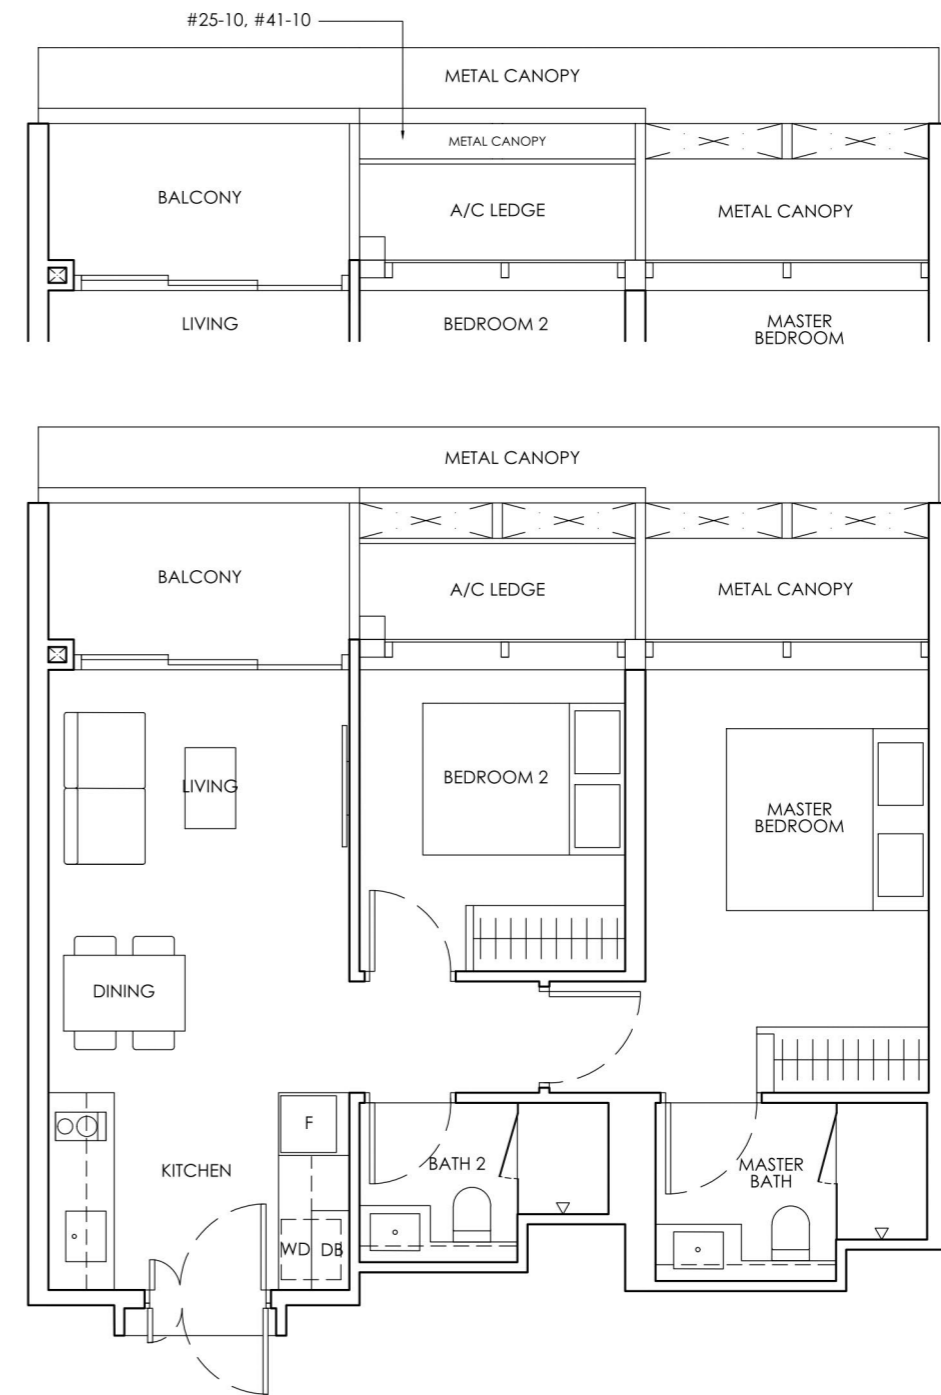 #25-10, #41-10
METAL CANOPY
METAL CANOPY
BALCONY
A/C LEDGE
METAL CANOPY
LIVING
BEDROOM 2
MASTER
BEDROOM
METAL CANOPY
BALCONY
A/C LEDGE
METAL CANOPY
LIVING
BEDROOM 2
MASTER
BEDROOM
DINING
F
KITCHEN
BATH 2
MASTER
BATH
WD
DB